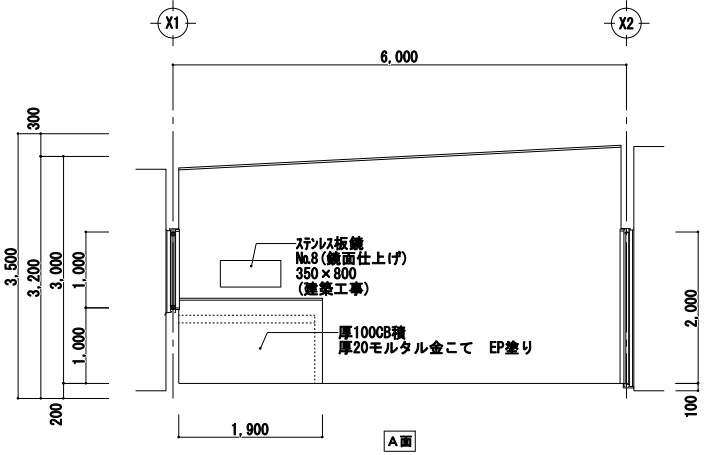 X1
X2
6,000
300
3,500
3,200
3,000
1,000
1,000
200
ステンレス板鏡
No.8(鏡面仕上げ)
350×800
(建築工事)
厚100CB積
厚20モルタル金こて EP塗り
2,000
100
1,900
A面